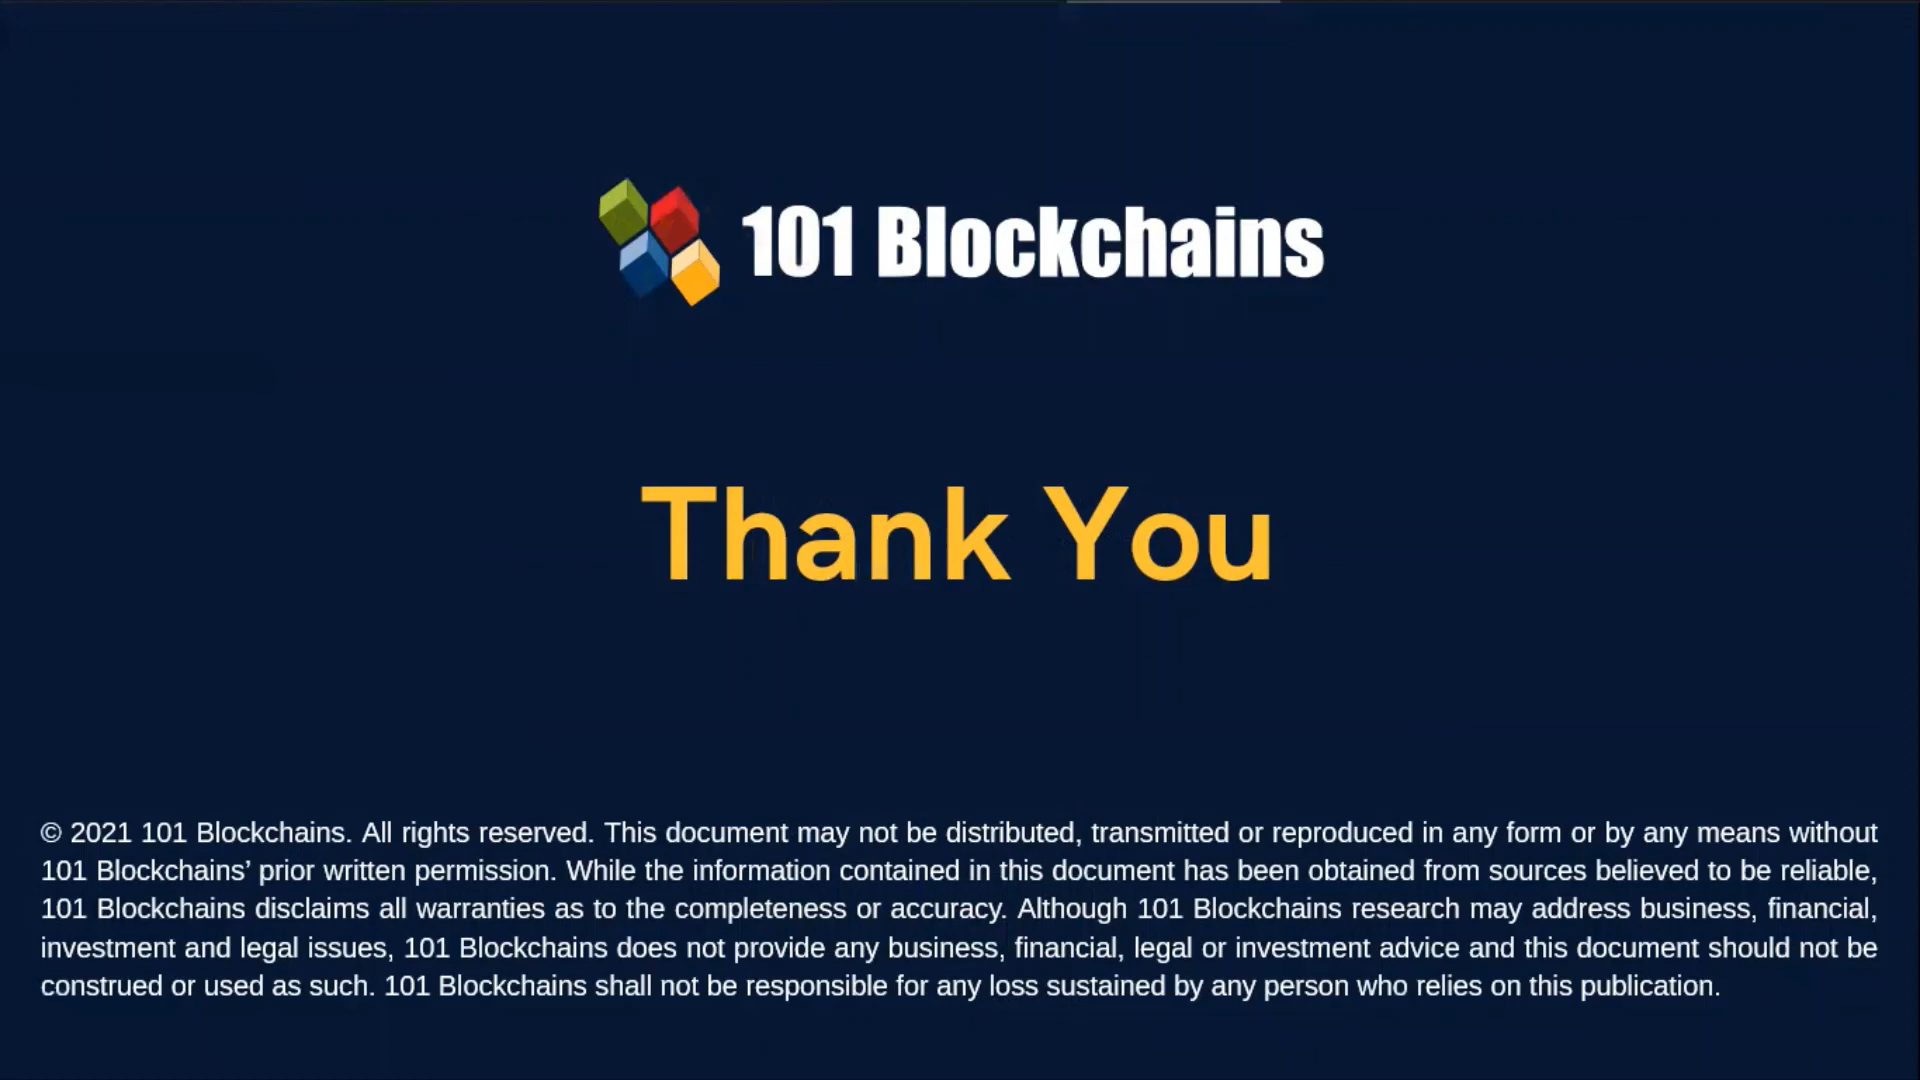 101 Blockchains
Thank You
© 2021 101 Blockchains. All rights reserved. This document may not be distributed, transmitted or reproduced in any form or by any means without
101 Blockchains’ prior written permission. While the information contained in this document has been obtained from sources believed to be reliable,
101 Blockchains disclaims all warranties as to the completeness or accuracy. Although 101 Blockchains research may address business, financial,
investment and legal issues, 101 Blockchains does not provide any business, financial, legal or investment advice and this document should not be
construed or used as such. 101 Blockchains shall not be responsible for any loss sustained by any person who relies on this publication.